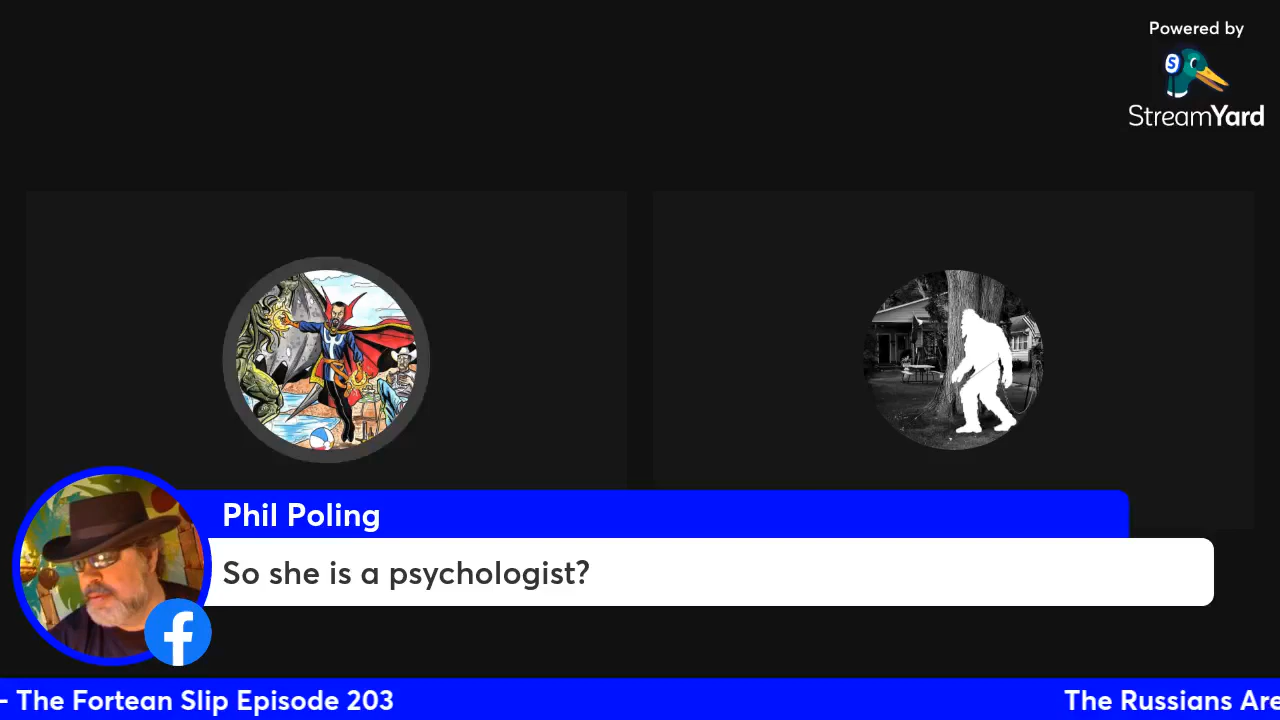 Powered by
StreamYard
Phil Poling
So she is a psychologist?
- The Fortean Slip Episode 203
The Russians Are